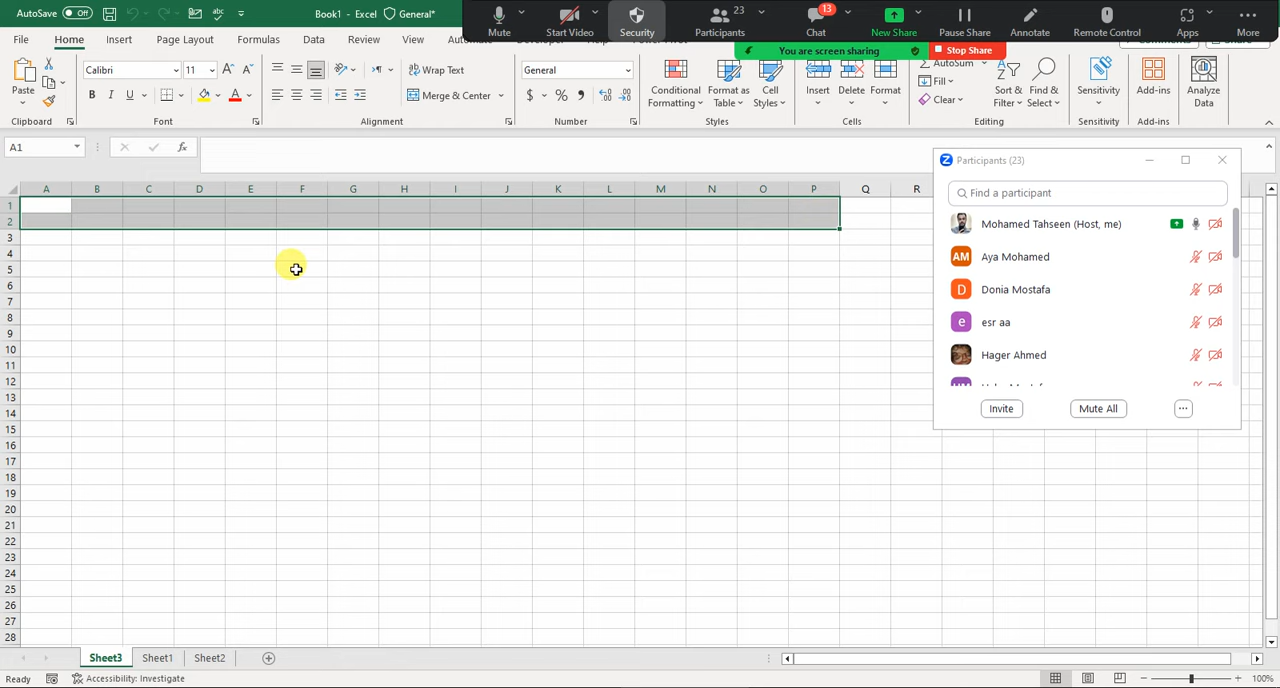 AutoSave Off Book1 - Excel General*
Mute Start Video Security Participants 23 Chat 13 New Share Pause Share Annotate Remote Control Apps More
You are screen sharing Stop Share
File Home Insert Page Layout Formulas Data Review View
Calibri 11 Wrap Text General AutoSum
Paste Conditional Formatting Format as Table Cell Styles Insert Delete Format Fill Sort & Filter Find & Select Sensitivity Add-ins Analyze Data
B I U Merge & Center $ % Clear
Clipboard Font Alignment Number Styles Cells Editing Sensitivity Add-ins
A1 fx
Participants (23)
Find a participant
A B C D E F G H I J K L M N O P Q R
1
2
3
4
5
6
7
8
9
10
11
12
13
14
15
16
17
18
19
20
21
22
23
24
25
26
27
28
Mohamed Tahseen (Host, me)
AM Aya Mohamed
D Donia Mostafa
e esr aa
Hager Ahmed
Invite Mute All
Sheet3 Sheet1 Sheet2
Ready Accessibility: Investigate 100%